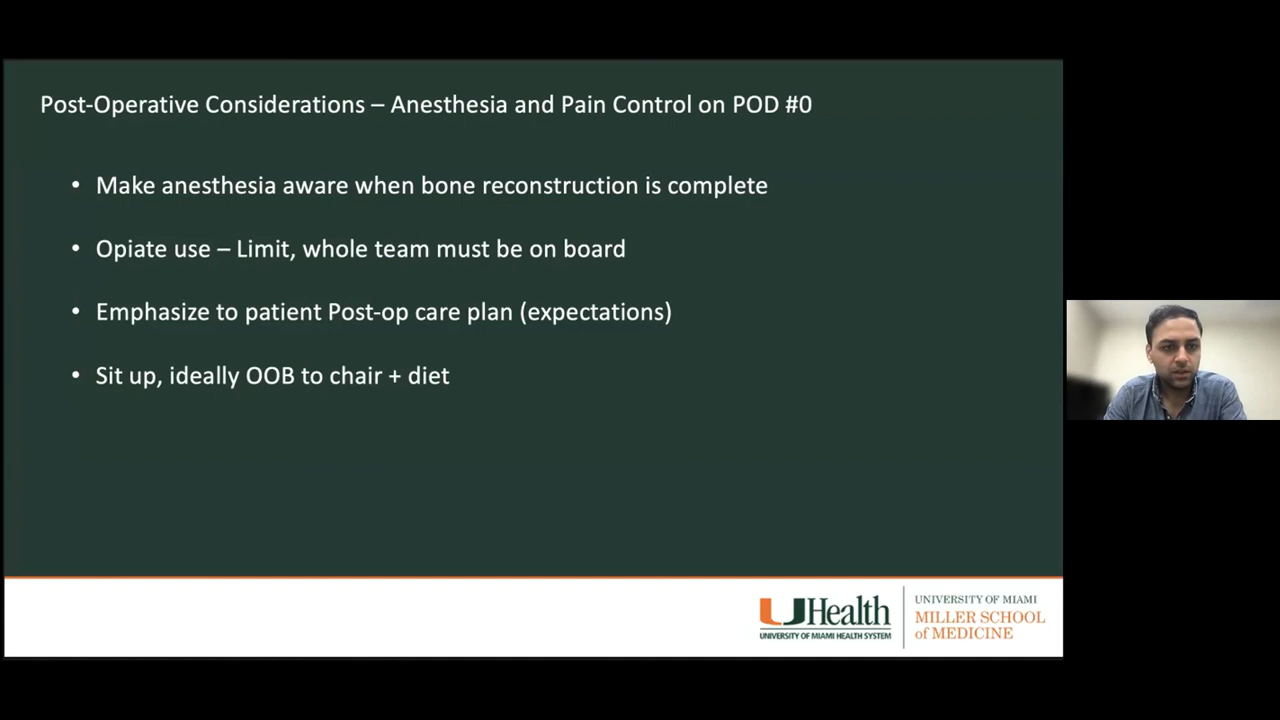 Post-Operative Considerations – Anesthesia and Pain Control on POD #0
• Make anesthesia aware when bone reconstruction is complete
• Opiate use – Limit, whole team must be on board
• Emphasize to patient Post-op care plan (expectations)
• Sit up, ideally OOB to chair + diet
UHealth
UNIVERSITY OF MIAMI HEALTH SYSTEM
UNIVERSITY OF MIAMI
MILLER SCHOOL
of MEDICINE